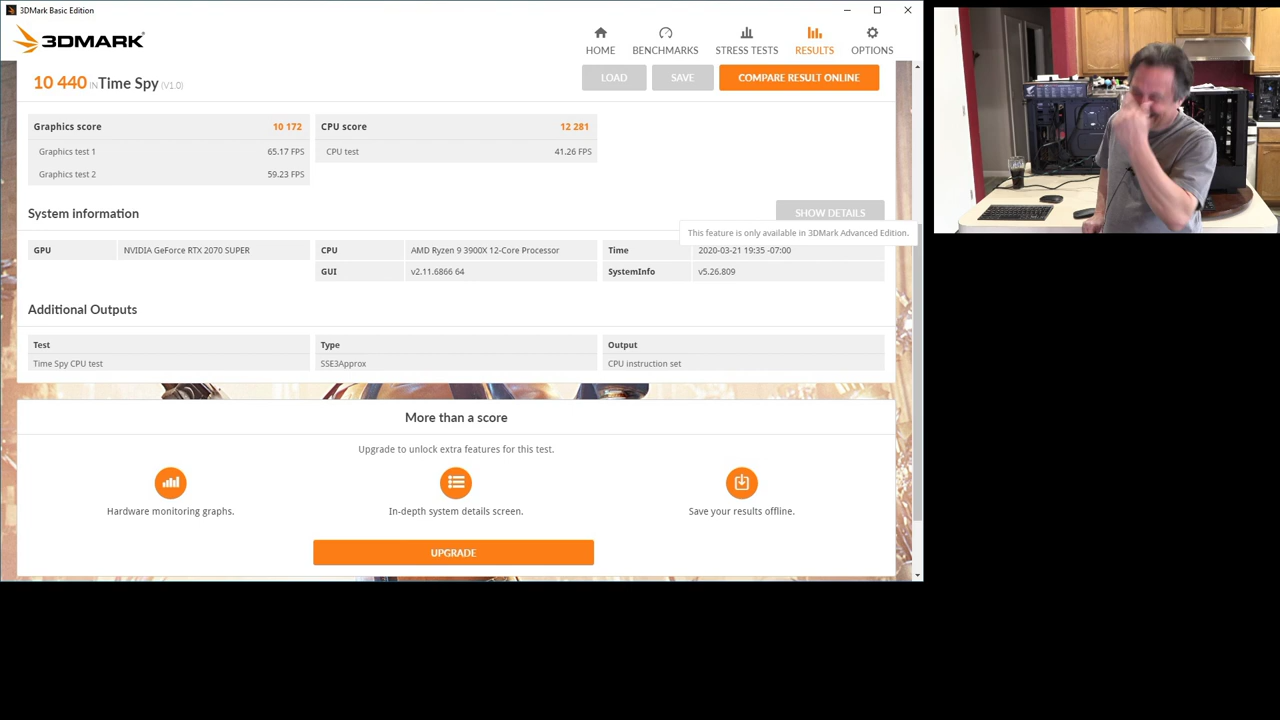 3DMark Basic Edition
3DMARK
HOME
BENCHMARKS
STRESS TESTS
RESULTS
OPTIONS
10 440 IN Time Spy (V1.0)
LOAD
SAVE
COMPARE RESULT ONLINE
Graphics score 10 172
Graphics test 1 65.17 FPS
Graphics test 2 59.23 FPS
CPU score 12 281
CPU test 41.26 FPS
System information
SHOW DETAILS
This feature is only available in 3DMark Advanced Edition.
GPU NVIDIA GeForce RTX 2070 SUPER
CPU AMD Ryzen 9 3900X 12-Core Processor
GUI v2.11.6866 64
Time 2020-03-21 19:35 -07:00
SystemInfo v5.26.809
Additional Outputs
Test Type Output
Time Spy CPU test SSE3Approx CPU instruction set
More than a score
Upgrade to unlock extra features for this test.
Hardware monitoring graphs.
In-depth system details screen.
Save your results offline.
UPGRADE